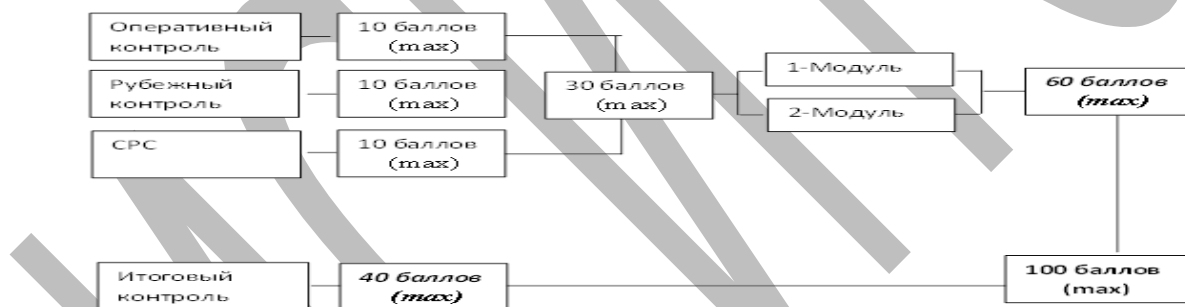 Оперативный
контроль
10 баллов
(max)
Рубежный
контроль
10 баллов
(max)
СРС
10 баллов
(max)
30 баллов
(max)
1-Модуль
2-Модуль
60 баллов
(max)
Итоговый
контроль
40 баллов
(max)
100 баллов
(max)